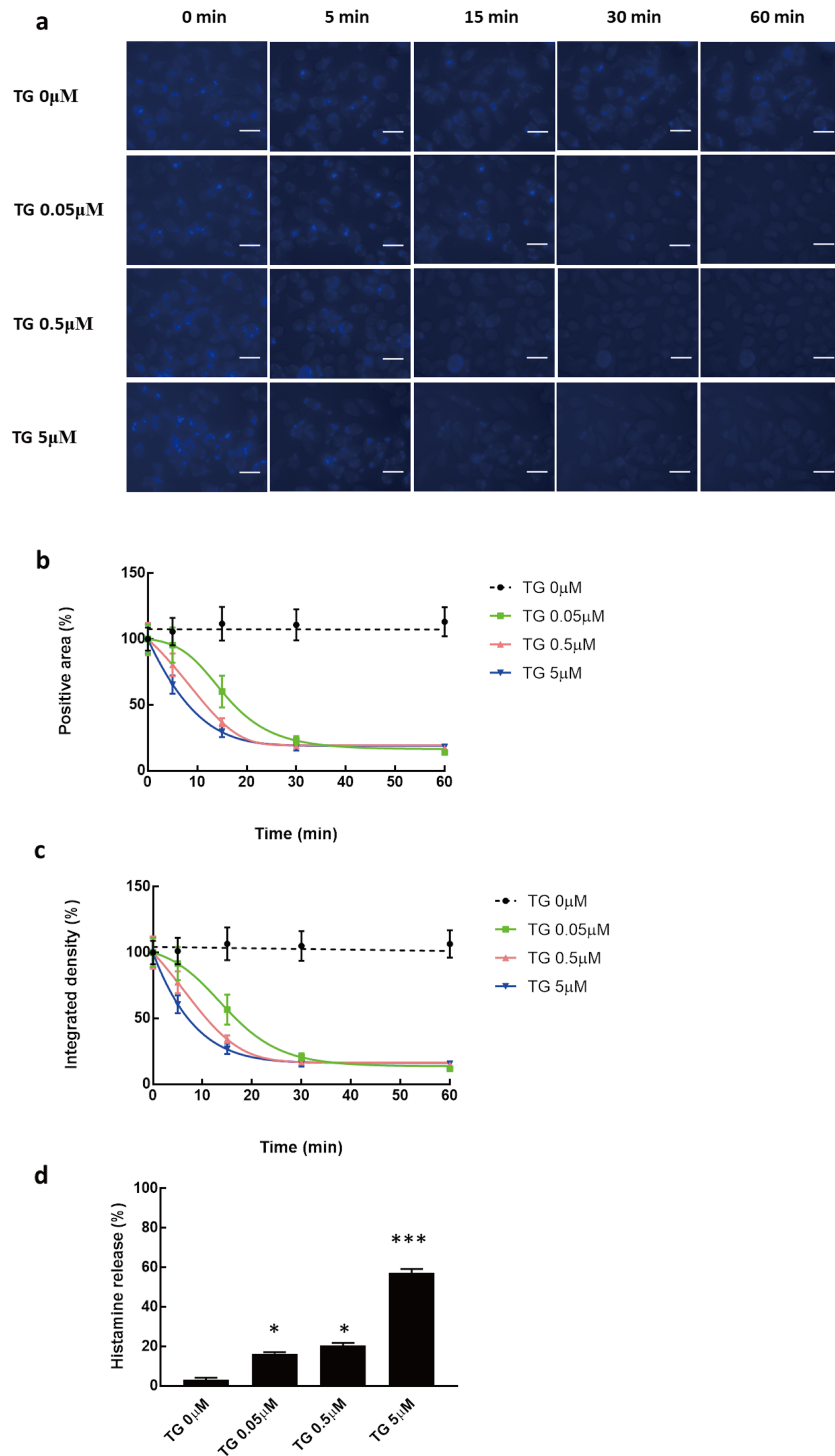 a
0 min 5 min 15 min 30 min 60 min
TG 0μM
TG 0.05μM
TG 0.5μM
TG 5μM
b
150
100
50
0
Positive area (%)
0 10 20 30 40 50 60
Time (min)
TG 0μM
TG 0.05μM
TG 0.5μM
TG 5μM
c
150
100
50
0
Integrated density (%)
0 10 20 30 40 50 60
Time (min)
TG 0μM
TG 0.05μM
TG 0.5μM
TG 5μM
d
100
80
60
40
20
0
Histamine release (%)
* * ***
TG 0μM TG 0.05μM TG 0.5μM TG 5μM